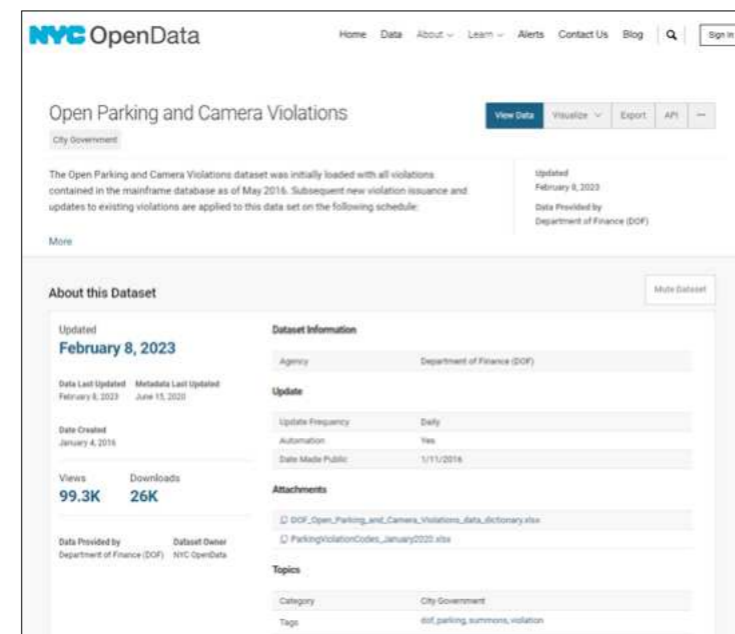 NYC OpenData
Home Data About Learn Alerts Contact Us Blog Sign In
Open Parking and Camera Violations
View Data Visualize Export API
City Government
The Open Parking and Camera Violations dataset was initially loaded with all violations
contained in the mainframe database as of May 2016. Subsequent new violation issuance and
updates to existing violations are applied to this data set on the following schedule:
More
Updated
February 8, 2023
Data Provided by
Department of Finance (DOF)
About this Dataset
Mute Dataset
Updated
February 8, 2023
Data Last Updated Metadata Last Updated
February 8, 2023 June 15, 2020
Date Created
January 4, 2016
Views Downloads
99.3K 26K
Data Provided by Dataset Owner
Department of Finance (DOF) NYC OpenData
Dataset Information
Agency Department of Finance (DOF)
Update
Update Frequency Daily
Automation Yes
Date Made Public 1/11/2016
Attachments
DOF_Open_Parking_and_Camera_Violations_data_dictionary.xlsx
ParkingViolationCodes_January2020.xlsx
Topics
Category City Government
Tags dof, parking, summons, violation